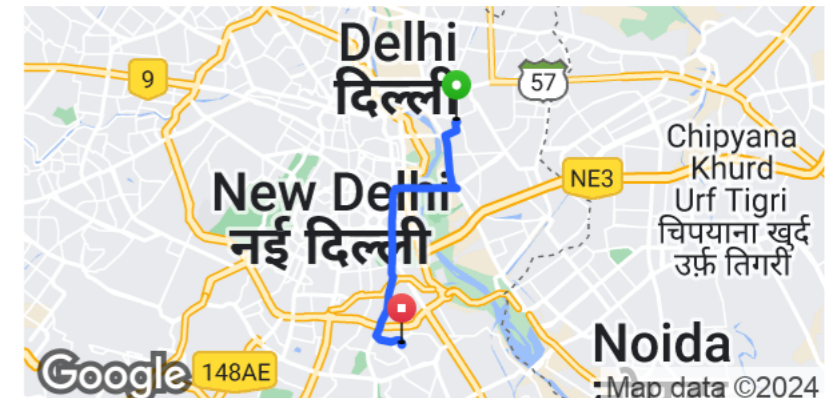 Delhi
दिल्ली
9
57
Chipyana
Khurd
Urf Tigri
चिपयाना खुर्द
उर्फ़ तिगरी
NE3
New Delhi
नई दिल्ली
Noida
148AE
Google
Map data ©2024